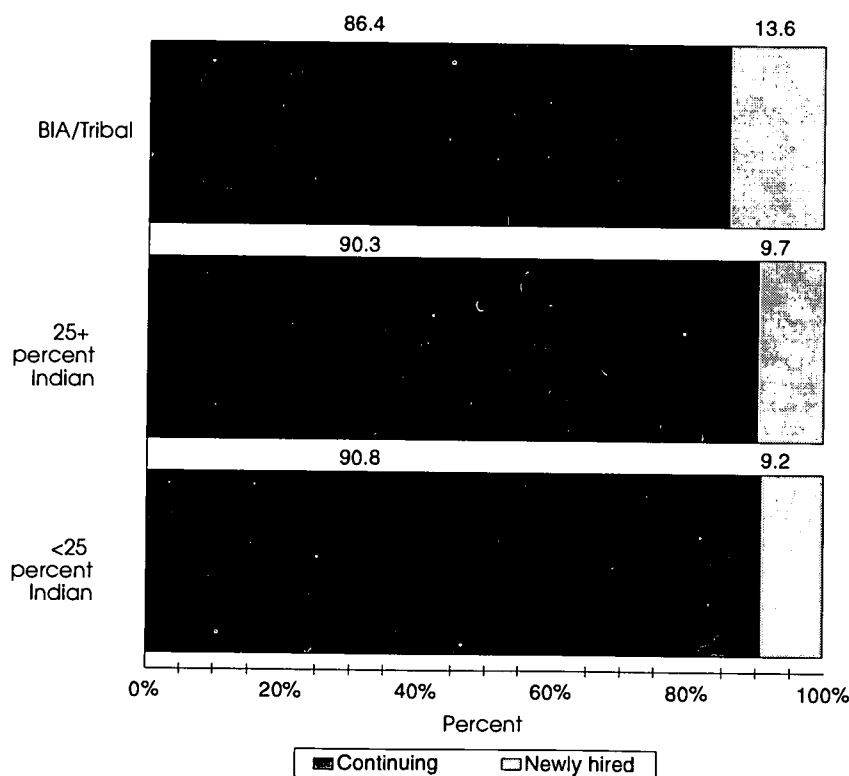 86.4 13.6
BIA/Tribal
90.3 9.7
25+
percent
Indian
90.8 9.2
<25
percent
Indian
0% 20% 40% 60% 80% 100%
Percent
Continuing Newly hired